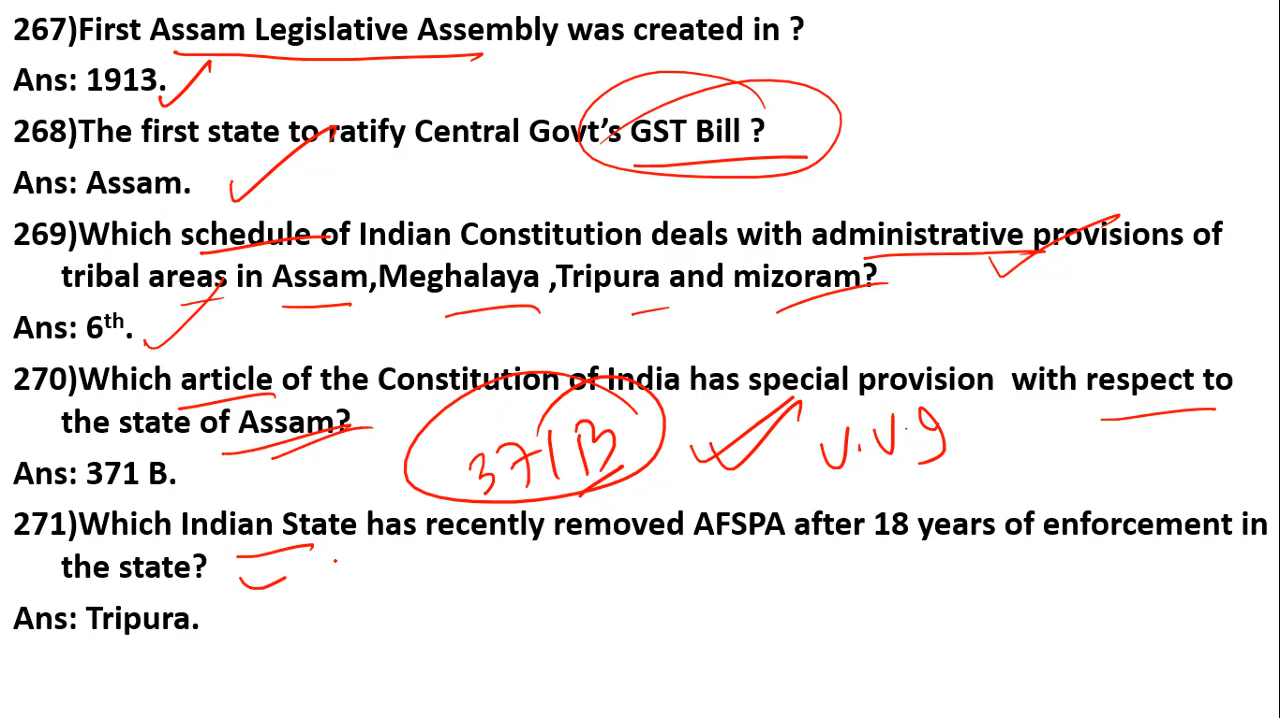 267)First Assam Legislative Assembly was created in ?
Ans: 1913.
268)The first state to ratify Central Govt’s GST Bill ?
Ans: Assam.
269)Which schedule of Indian Constitution deals with administrative provisions of
tribal areas in Assam,Meghalaya ,Tripura and mizoram?
Ans: 6th.
270)Which article of the Constitution of India has special provision  with respect to
the state of Assam?
371B v.v.g
Ans: 371 B.
271)Which Indian State has recently removed AFSPA after 18 years of enforcement in
the state?
Ans: Tripura.